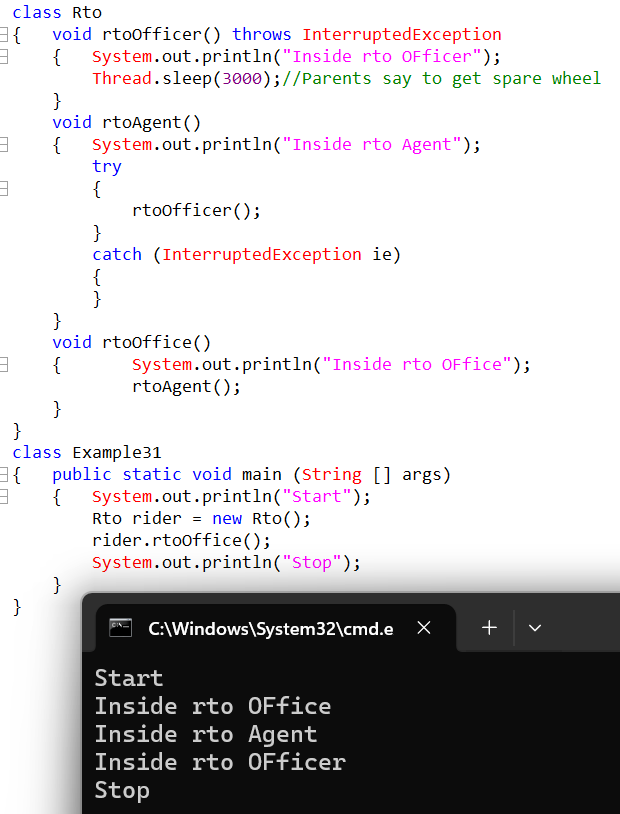 class Rto
{   void rtoOfficer() throws InterruptedException
    {   System.out.println("Inside rto OFficer");
        Thread.sleep(3000);//Parents say to get spare wheel
    }
    void rtoAgent()
    {   System.out.println("Inside rto Agent");
        try
        {
            rtoOfficer();
        }
        catch (InterruptedException ie)
        {
        }
    }
    void rtoOffice()
    {       System.out.println("Inside rto OFfice");
            rtoAgent();
    }
}
class Example31
{   public static void main (String [] args)
    {   System.out.println("Start");
        Rto rider = new Rto();
        rider.rtoOffice();
        System.out.println("Stop");
    }
}
C:\Windows\System32\cmd.e
Start
Inside rto OFfice
Inside rto Agent
Inside rto OFficer
Stop